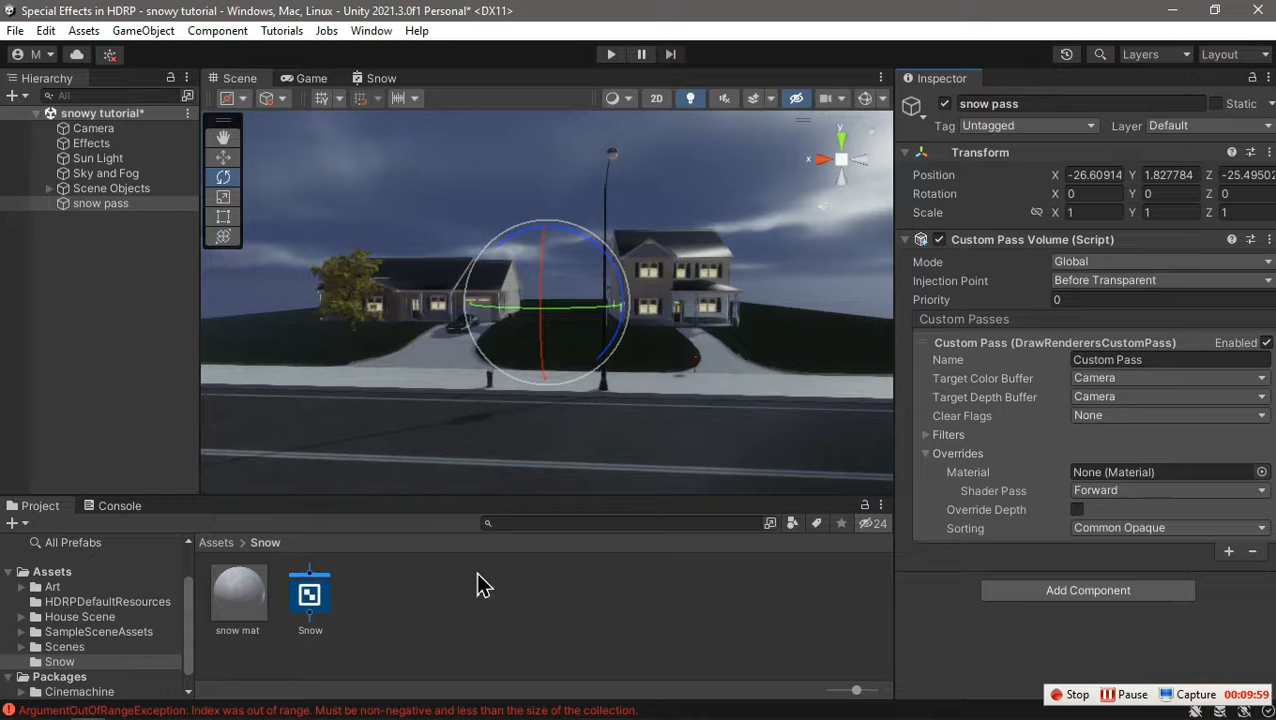 Special Effects in HDRP - snowy tutorial - Windows, Mac, Linux - Unity 2021.3.0f1 Personal* <DX11>
File Edit Assets GameObject Component Tutorials Jobs Window Help
M Layers Layout
Hierarchy Scene Game Snow Inspector
All 2D snow pass Static
Tag Untagged Layer Default
snowy tutorial*
Camera
Effects
Sun Light
Sky and Fog
Scene Objects
snow pass
y
x
Transform
Position X -26.60914 Y 1.827784 Z -25.49502
Rotation X 0 Y 0 Z 0
Scale X 1 Y 1 Z 1
Custom Pass Volume (Script)
Mode Global
Injection Point Before Transparent
Priority 0
Custom Passes
Custom Pass (DrawRenderersCustomPass) Enabled
Name Custom Pass
Target Color Buffer Camera
Target Depth Buffer Camera
Clear Flags None
Filters
Overrides
Material None (Material)
Shader Pass Forward
Override Depth
Sorting Common Opaque
Add Component
Project Console
24
All Prefabs
Assets
Art
HDRPDefaultResources
House Scene
SampleSceneAssets
Scenes
Snow
Packages
Cinemachine
Assets > Snow
snow mat Snow
Stop Pause Capture 00:09:59
ArgumentOutOfRangeException: Index was out of range. Must be non-negative and less than the size of the collection.